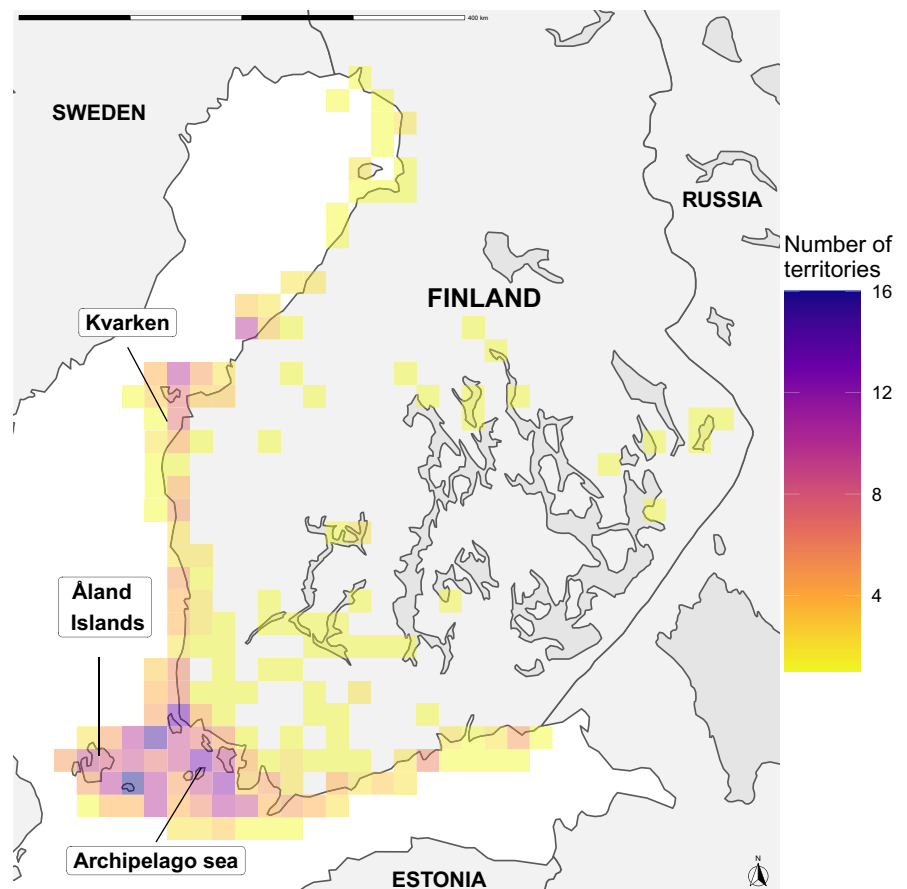 400 km
SWEDEN
RUSSIA
Number of
territories
FINLAND
16
Kvarken
12
8
Åland
Islands
4
Archipelago sea
N
ESTONIA